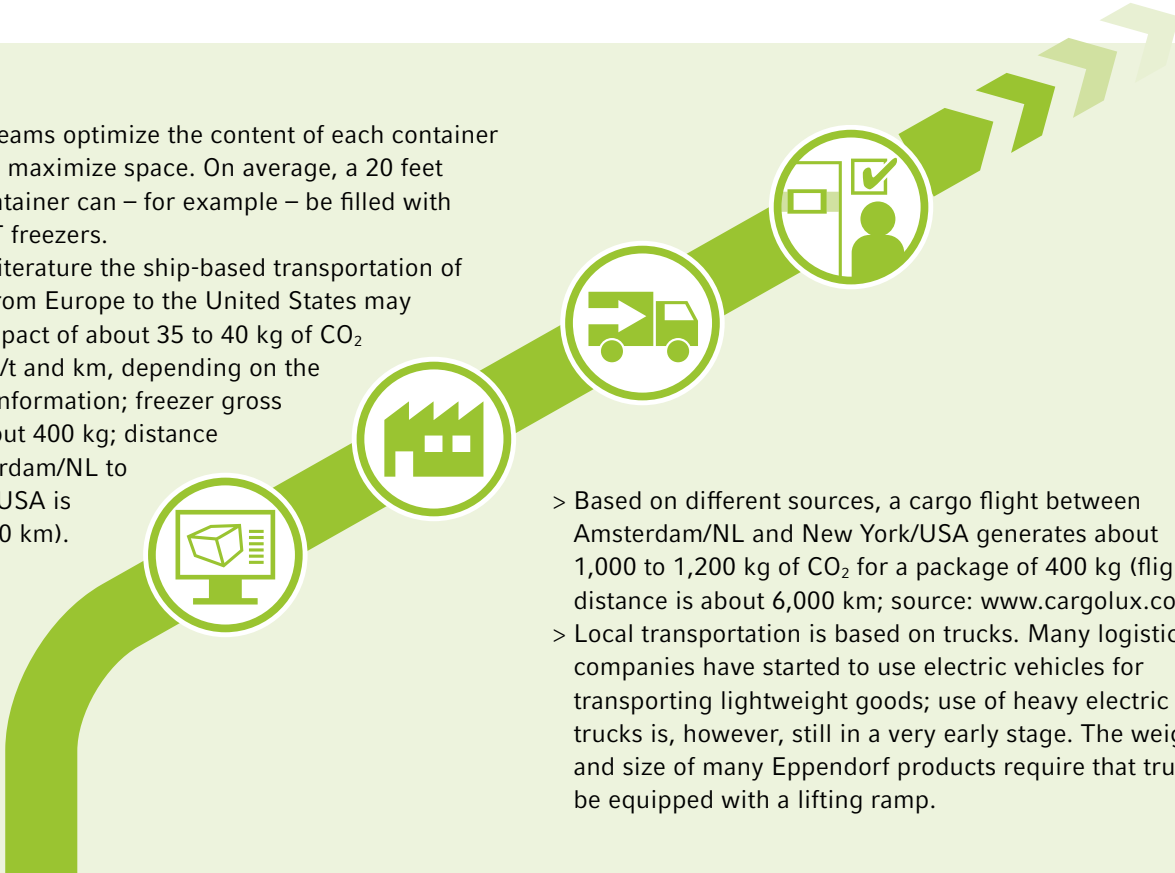 eams optimize the content of each container
maximize space. On average, a 20 feet
ntainer can – for example – be filled with
T freezers.
iterature the ship-based transportation of
rom Europe to the United States may
pact of about 35 to 40 kg of CO₂
/t and km, depending on the
nformation; freezer gross
out 400 kg; distance
rdam/NL to
USA is
0 km).
> Based on different sources, a cargo flight between
Amsterdam/NL and New York/USA generates about
1,000 to 1,200 kg of CO₂ for a package of 400 kg (flig
distance is about 6,000 km; source: www.cargolux.co
> Local transportation is based on trucks. Many logistic
companies have started to use electric vehicles for
transporting lightweight goods; use of heavy electric
trucks is, however, still in a very early stage. The weig
and size of many Eppendorf products require that tru
be equipped with a lifting ramp.